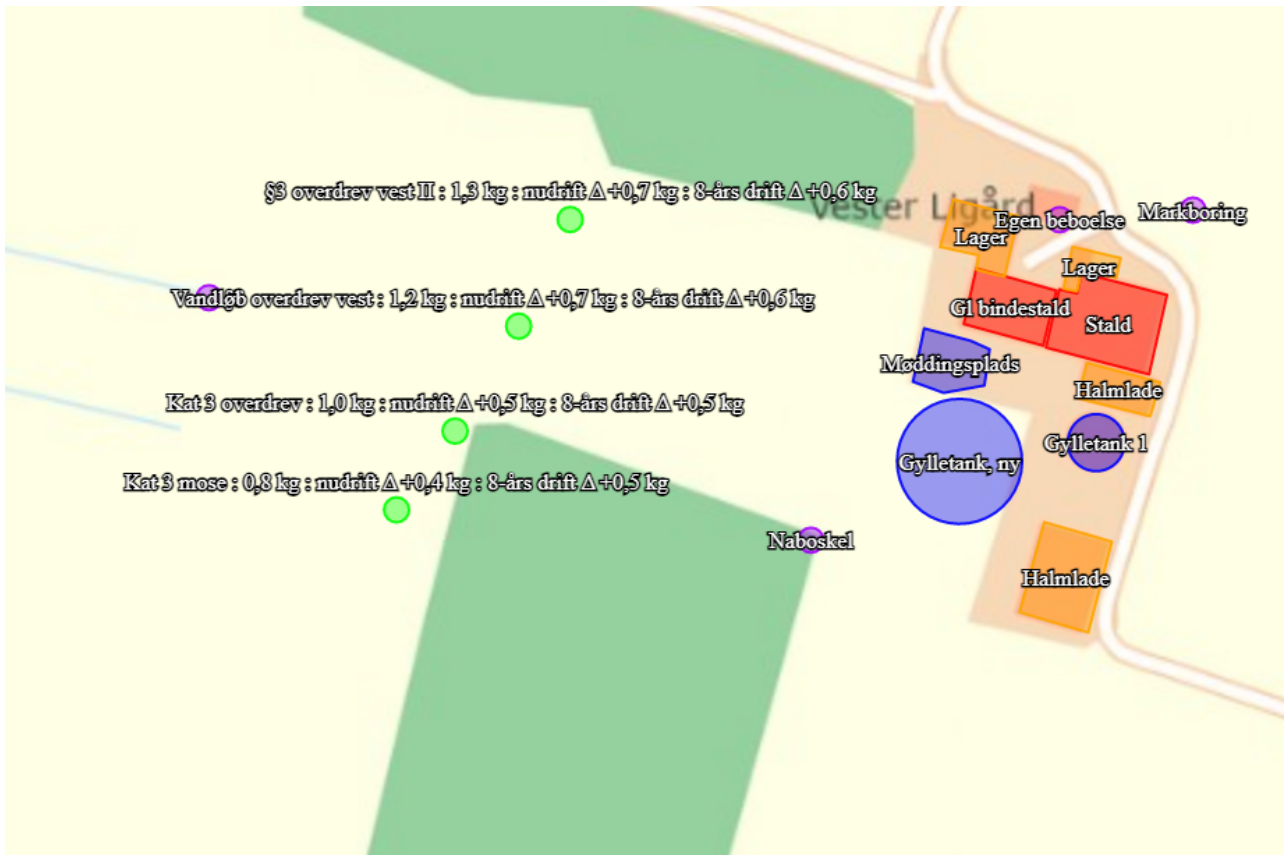 §3 overdrev vest II : 1,3 kg : nudrift Δ +0,7 kg : 8-års drift Δ +0,6 kg
Vester Ligård
Egen beboelse
Markboring
Lager
Lager
Vandløb overdrev vest : 1,2 kg : nudrift Δ +0,7 kg : 8-års drift Δ +0,6 kg
Gl bindestald
Stald
Møddingsplads
Halmlade
Kat 3 overdrev : 1,0 kg : nudrift Δ +0,5 kg : 8-års drift Δ +0,5 kg
Gylletank 1
Gylletank, ny
Kat 3 mose : 0,8 kg : nudrift Δ +0,4 kg : 8-års drift Δ +0,5 kg
Naboskel
Halmlade